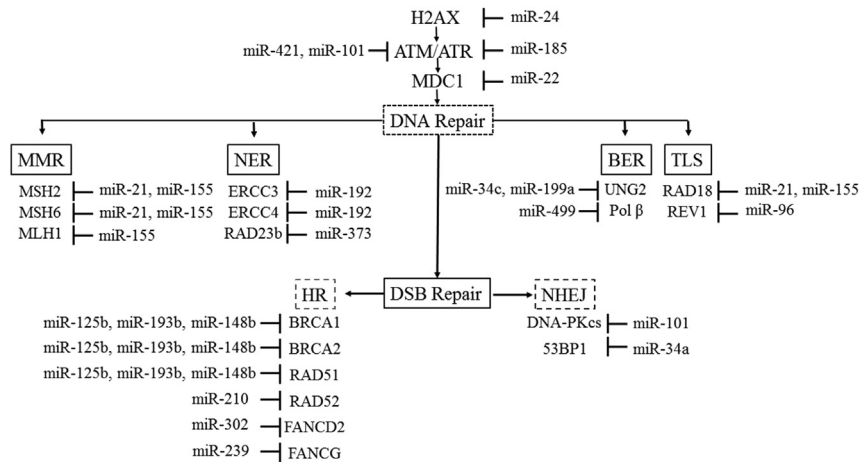 H2AX miR-24
miR-421, miR-101 ATM/ATR miR-185
MDC1 miR-22
DNA Repair
MMR NER BER TLS
MSH2 miR-21, miR-155 ERCC3 miR-192 miR-34c, miR-199a UNG2 RAD18 miR-21, miR-155
MSH6 miR-21, miR-155 ERCC4 miR-192 miR-499 Pol β REV1 miR-96
MLH1 miR-155 RAD23b miR-373
HR DSB Repair NHEJ
miR-125b, miR-193b, miR-148b BRCA1 DNA-PKcs miR-101
miR-125b, miR-193b, miR-148b BRCA2 53BP1 miR-34a
miR-125b, miR-193b, miR-148b RAD51
miR-210 RAD52
miR-302 FANCD2
miR-239 FANCG